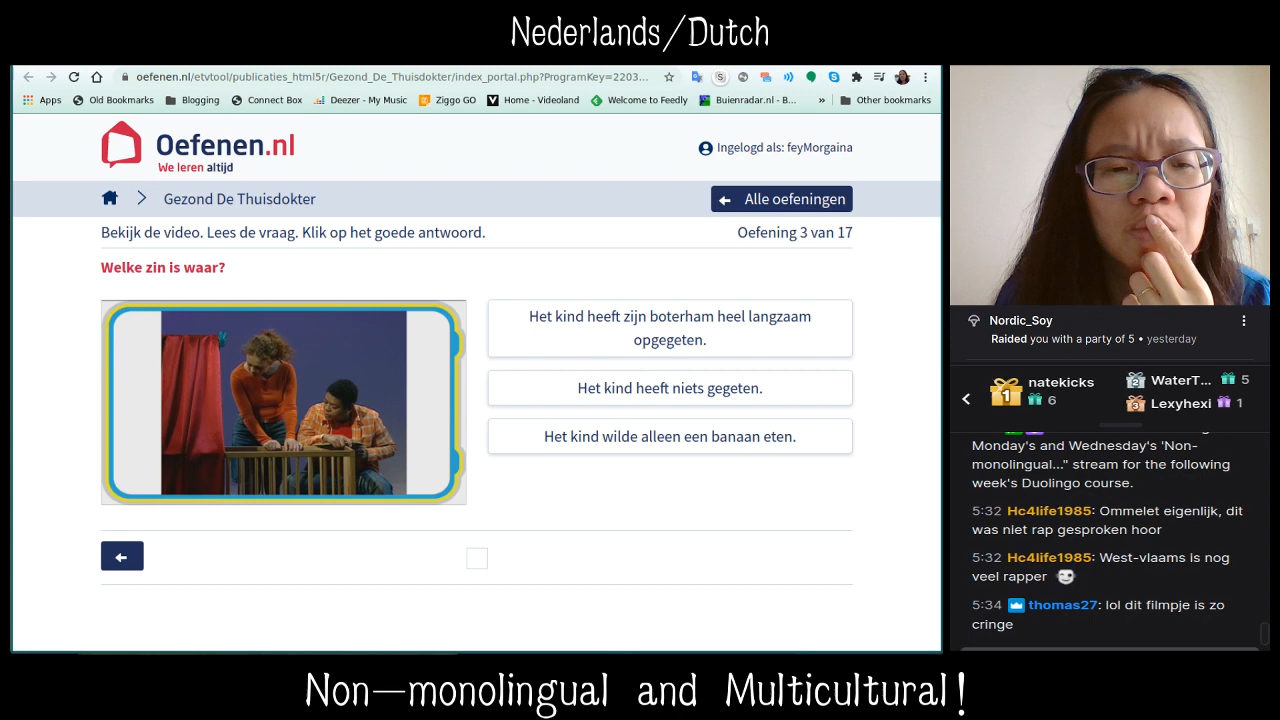 Nederlands/Dutch
oefenen.nl/etvtool/publicaties_html5r/Gezond_De_Thuisdokter/index_portal.php?ProgramKey=2203...
Apps Old Bookmarks Blogging Connect Box Deezer - My Music Ziggo GO Home - Videoland Welcome to Feedly Buienradar.nl - B... » Other bookmarks
Oefenen.nl
We leren altijd
Ingelogd als: feyMorgaina
Gezond De Thuisdokter
Alle oefeningen
Bekijk de video. Lees de vraag. Klik op het goede antwoord.
Oefening 3 van 17
Welke zin is waar?
Het kind heeft zijn boterham heel langzaam
opgegeten.
Het kind heeft niets gegeten.
Het kind wilde alleen een banaan eten.
Nordic_Soy
Raided you with a party of 5 • yesterday
1 natekicks
6
2 WaterT... 5
3 Lexyhexi 1
Monday's and Wednesday's 'Non-
monolingual..." stream for the following
week's Duolingo course.
5:32 Hc4life1985: Ommelet eigenlijk, dit
was niet rap gesproken hoor
5:32 Hc4life1985: West-vlaams is nog
veel rapper
5:34 thomas27: lol dit filmpje is zo
cringe
Non-monolingual and Multicultural!